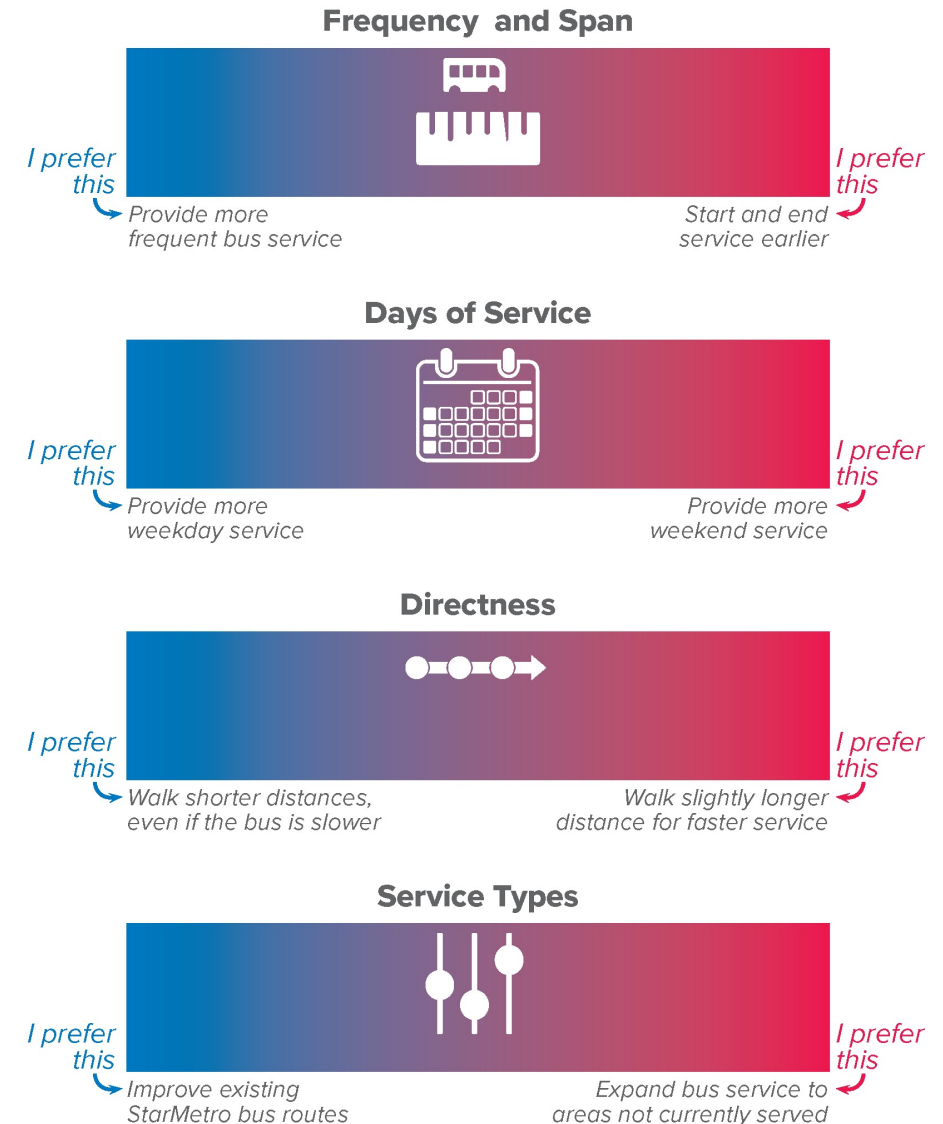 Frequency and Span
I prefer
this
I prefer
this
Provide more
frequent bus service
Start and end
service earlier
Days of Service
I prefer
this
I prefer
this
Provide more
weekday service
Provide more
weekend service
Directness
I prefer
this
I prefer
this
Walk shorter distances,
even if the bus is slower
Walk slightly longer
distance for faster service
Service Types
I prefer
this
I prefer
this
Improve existing
StarMetro bus routes
Expand bus service to
areas not currently served